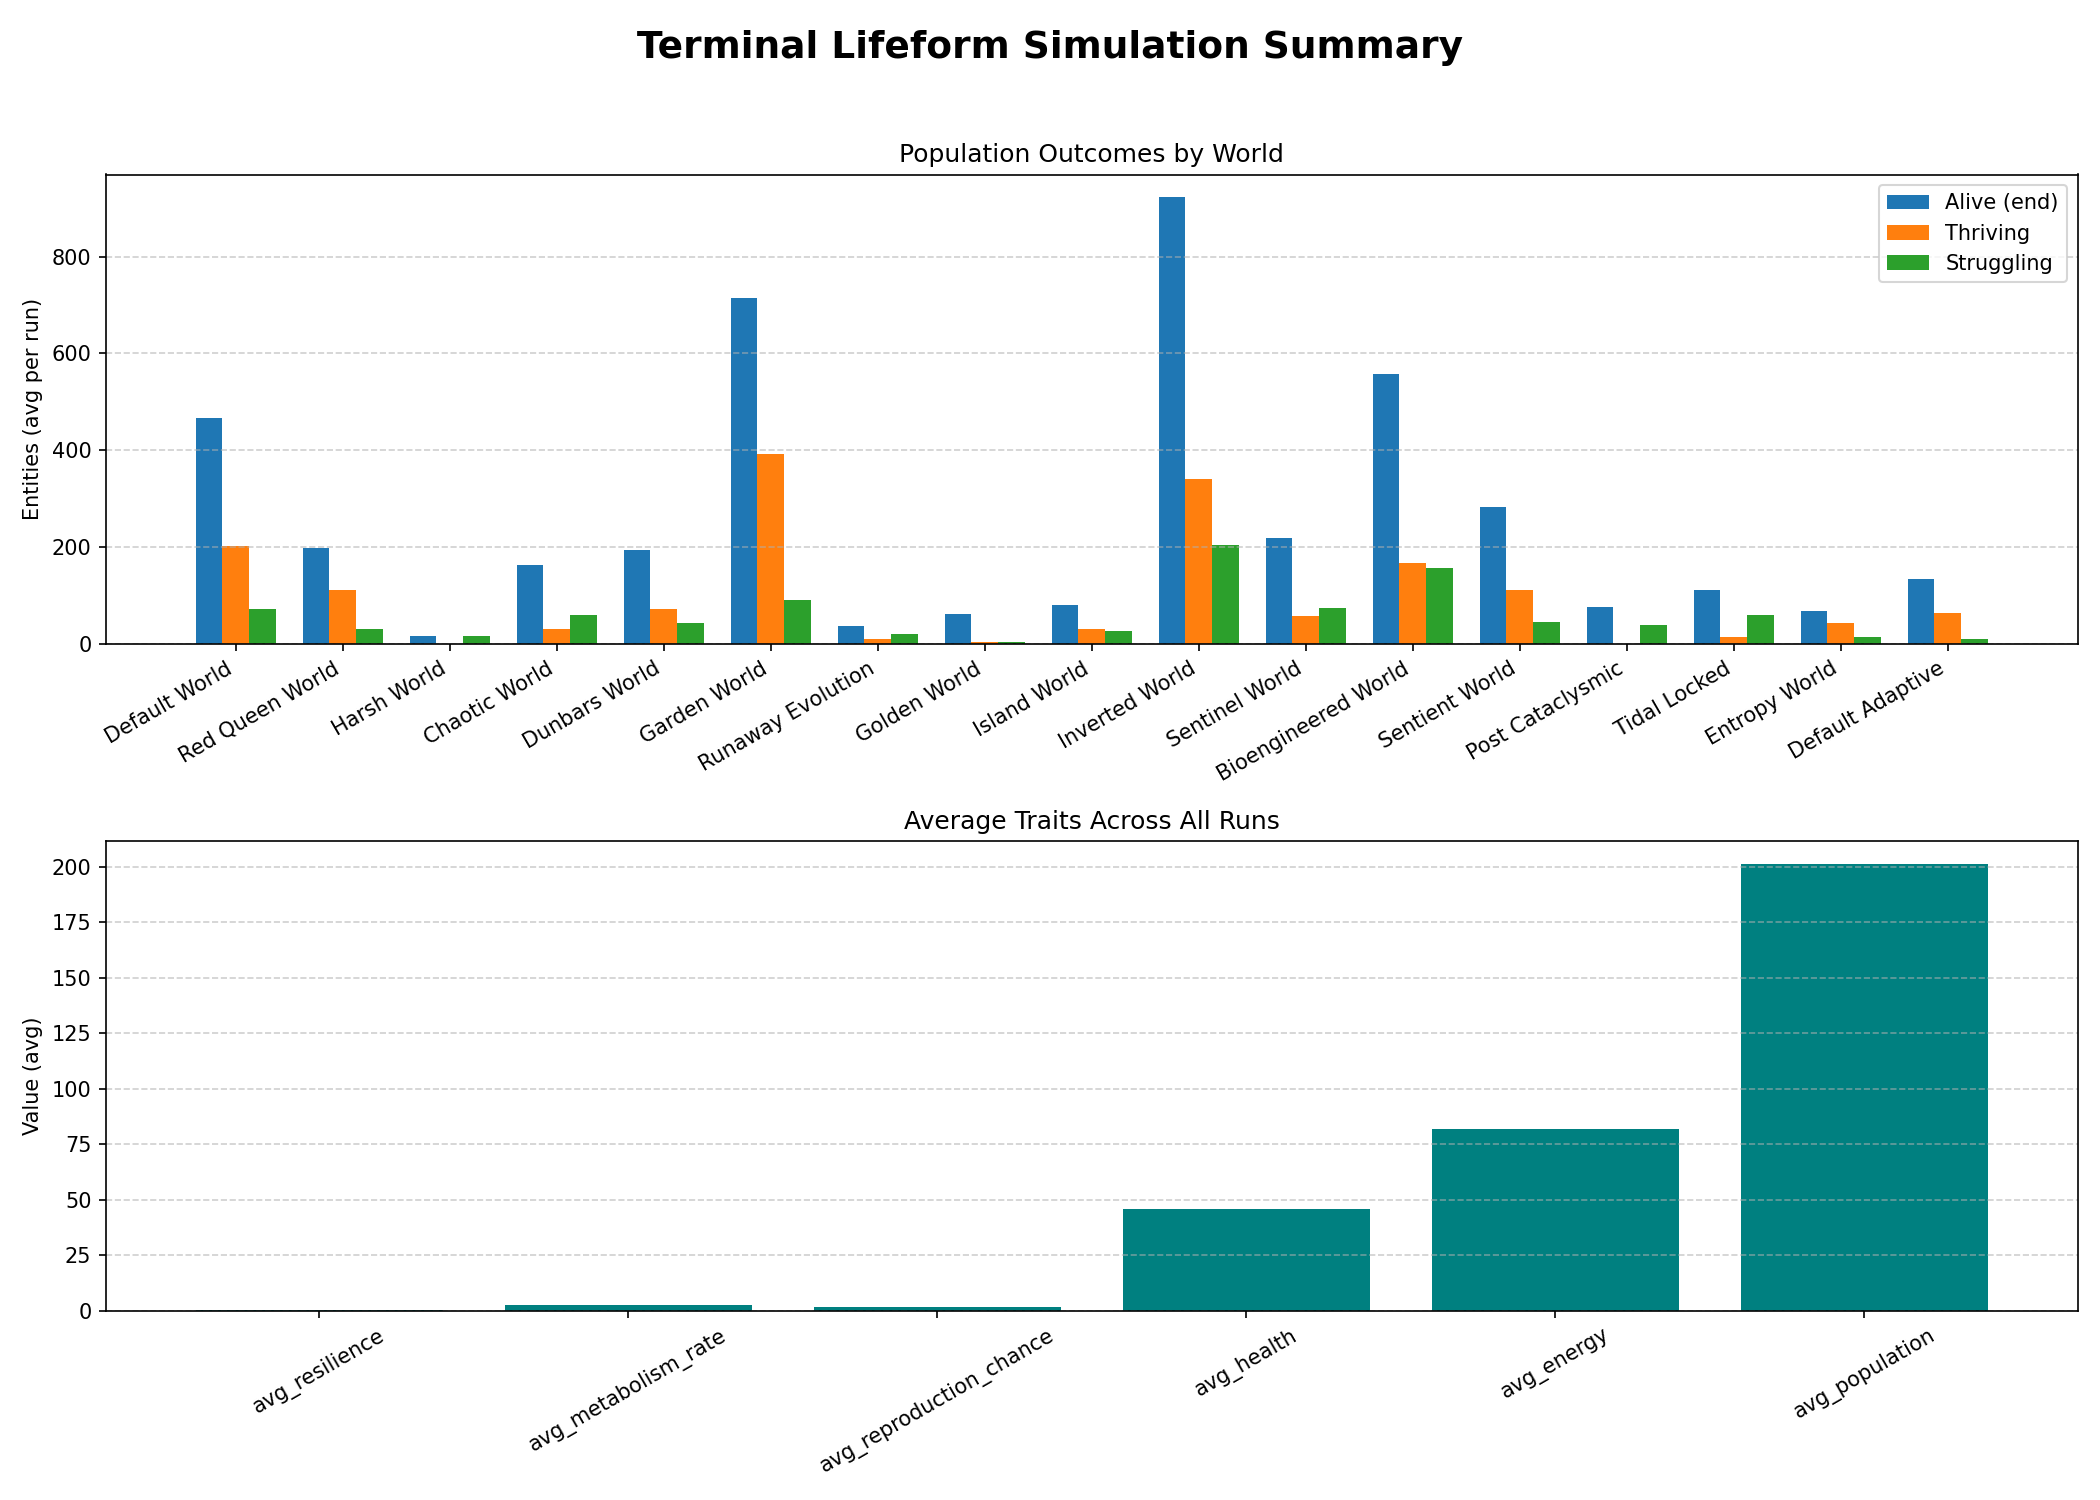 Terminal Lifeform Simulation Summary
Population Outcomes by World
Entities (avg per run)
800
600
400
200
0
Alive (end)
Thriving
Struggling
Default World
Red Queen World
Harsh World
Chaotic World
Dunbars World
Garden World
Runaway Evolution
Golden World
Island World
Inverted World
Sentinel World
Bioengineered World
Sentient World
Post Cataclysmic
Tidal Locked
Entropy World
Default Adaptive
Average Traits Across All Runs
Value (avg)
200
175
150
125
100
75
50
25
0
avg_resilience
avg_metabolism_rate
avg_reproduction_chance
avg_health
avg_energy
avg_population